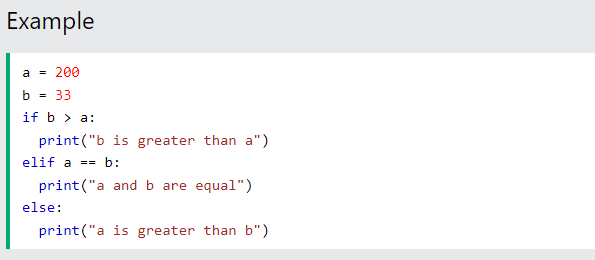 Example
a = 200
b = 33
if b > a:
  print("b is greater than a")
elif a == b:
  print("a and b are equal")
else:
  print("a is greater than b")